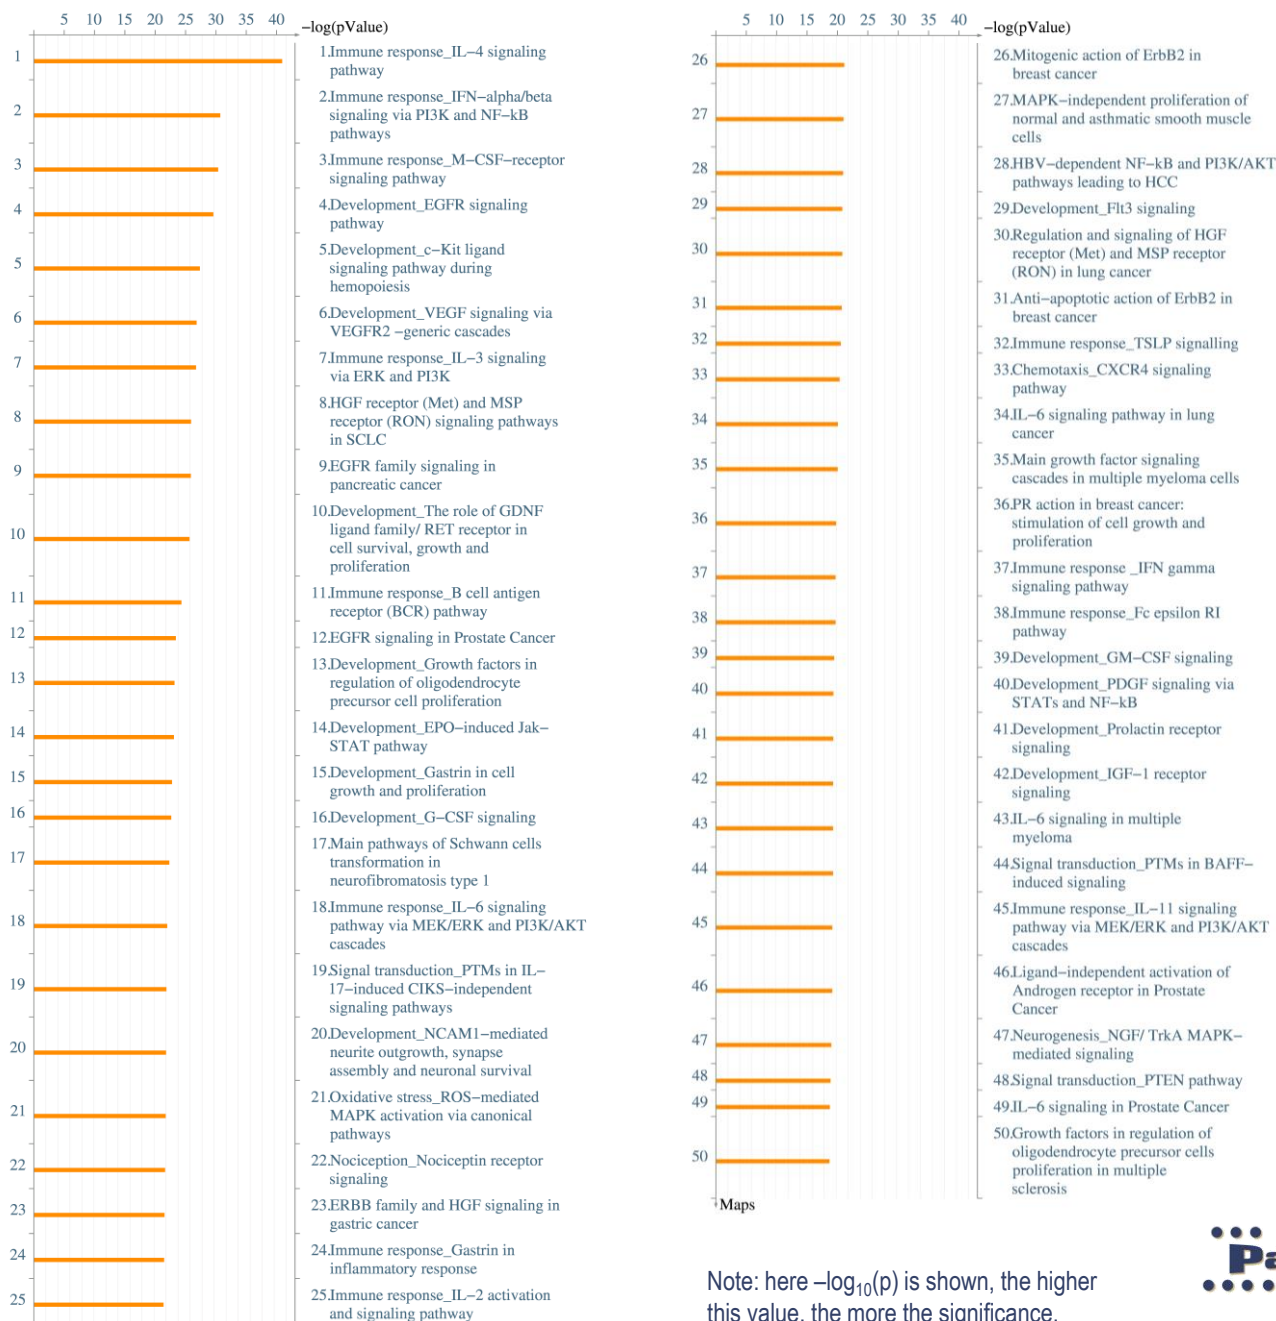 5 10 15 20 25 30 35 40
−log(pValue)
1
2
3
4
5
6
7
8
9
10
11
12
13
14
15
16
17
18
19
20
21
22
23
24
25
1.Immune response_IL−4 signaling
pathway
2.Immune response_IFN−alpha/beta
signaling via PI3K and NF−kB
pathways
3.Immune response_M−CSF−receptor
signaling pathway
4.Development_EGFR signaling
pathway
5.Development_c−Kit ligand
signaling pathway during
hemopoiesis
6.Development_VEGF signaling via
VEGFR2 −generic cascades
7.Immune response_IL−3 signaling
via ERK and PI3K
8.HGF receptor (Met) and MSP
receptor (RON) signaling pathways
in SCLC
9.EGFR family signaling in
pancreatic cancer
10.Development_The role of GDNF
ligand family/ RET receptor in
cell survival, growth and
proliferation
11.Immune response_B cell antigen
receptor (BCR) pathway
12.EGFR signaling in Prostate Cancer
13.Development_Growth factors in
regulation of oligodendrocyte
precursor cell proliferation
14.Development_EPO−induced Jak−
STAT pathway
15.Development_Gastrin in cell
growth and proliferation
16.Development_G−CSF signaling
17.Main pathways of Schwann cells
transformation in
neurofibromatosis type 1
18.Immune response_IL−6 signaling
pathway via MEK/ERK and PI3K/AKT
cascades
19.Signal transduction_PTMs in IL−
17−induced CIKS−independent
signaling pathways
20.Development_NCAM1−mediated
neurite outgrowth, synapse
assembly and neuronal survival
21.Oxidative stress_ROS−mediated
MAPK activation via canonical
pathways
22.Nociception_Nociceptin receptor
signaling
23.ERBB family and HGF signaling in
gastric cancer
24.Immune response_Gastrin in
inflammatory response
25.Immune response_IL−2 activation
and signaling pathway
5 10 15 20 25 30 35 40
−log(pValue)
26
27
28
29
30
31
32
33
34
35
36
37
38
39
40
41
42
43
44
45
46
47
48
49
50
Maps
26.Mitogenic action of ErbB2 in
breast cancer
27.MAPK−independent proliferation of
normal and asthmatic smooth muscle
cells
28.HBV−dependent NF−kB and PI3K/AKT
pathways leading to HCC
29.Development_Flt3 signaling
30.Regulation and signaling of HGF
receptor (Met) and MSP receptor
(RON) in lung cancer
31.Anti−apoptotic action of ErbB2 in
breast cancer
32.Immune response_TSLP signalling
33.Chemotaxis_CXCR4 signaling
pathway
34.IL−6 signaling pathway in lung
cancer
35.Main growth factor signaling
cascades in multiple myeloma cells
36.PR action in breast cancer:
stimulation of cell growth and
proliferation
37.Immune response _IFN gamma
signaling pathway
38.Immune response_Fc epsilon RI
pathway
39.Development_GM−CSF signaling
40.Development_PDGF signaling via
STATs and NF−kB
41.Development_Prolactin receptor
signaling
42.Development_IGF−1 receptor
signaling
43.IL−6 signaling in multiple
myeloma
44.Signal transduction_PTMs in BAFF−
induced signaling
45.Immune response_IL−11 signaling
pathway via MEK/ERK and PI3K/AKT
cascades
46.Ligand−independent activation of
Androgen receptor in Prostate
Cancer
47.Neurogenesis_NGF/ TrkA MAPK−
mediated signaling
48.Signal transduction_PTEN pathway
49.IL−6 signaling in Prostate Cancer
50.Growth factors in regulation of
oligodendrocyte precursor cells
proliferation in multiple
sclerosis
Note: here –log₁₀(p) is shown, the higher
this value, the more the significance.